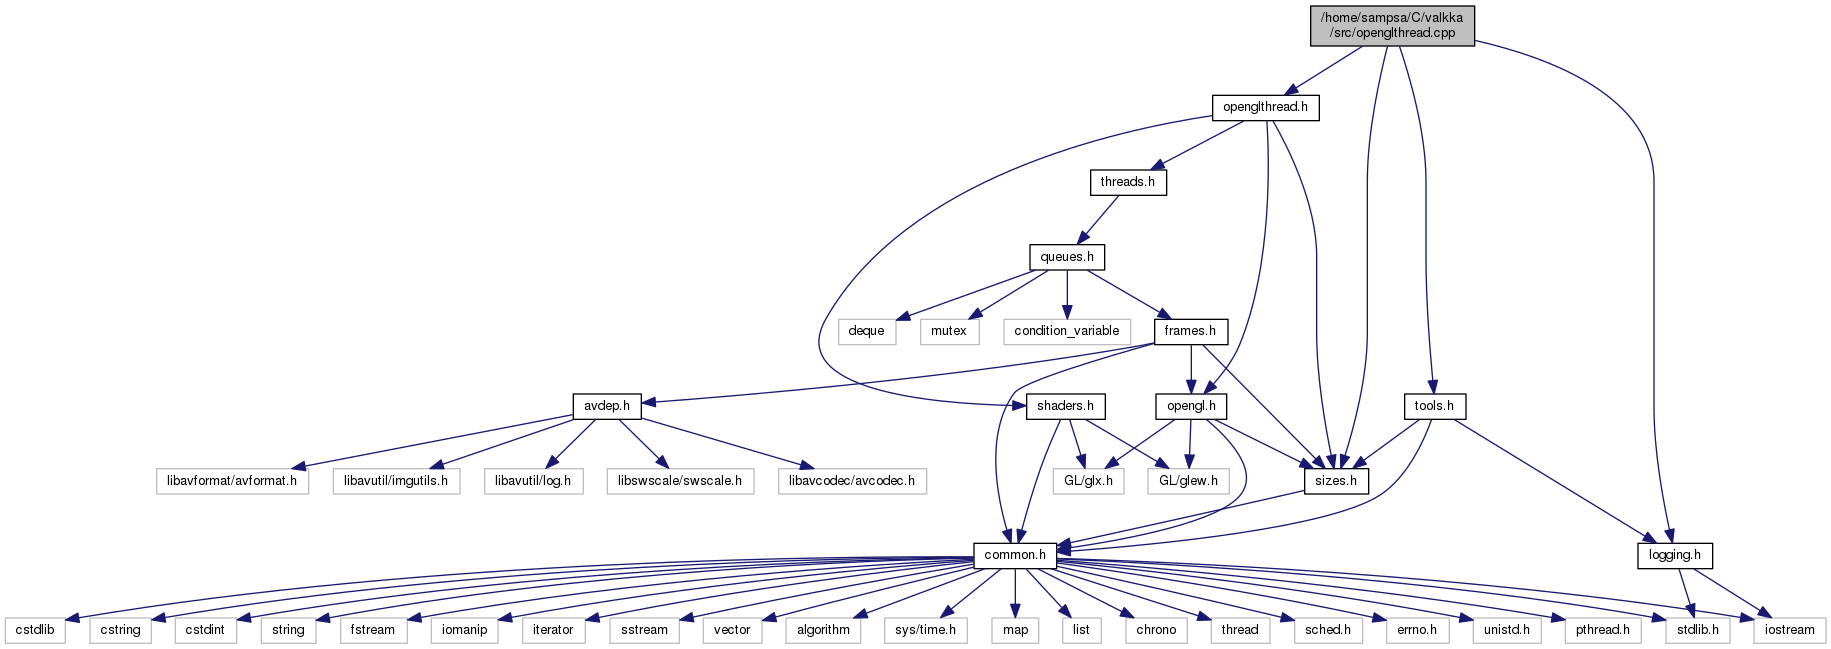 /home/sampsa/C/valkka
/src/openglthread.cpp
openglthread.h
threads.h
queues.h
deque
mutex
condition_variable
frames.h
avdep.h
shaders.h
opengl.h
tools.h
libavformat/avformat.h
libavutil/imgutils.h
libavutil/log.h
libswscale/swscale.h
libavcodec/avcodec.h
GL/glx.h
GL/glew.h
sizes.h
common.h
logging.h
cstdlib
cstring
cstdint
string
fstream
iomanip
iterator
sstream
vector
algorithm
sys/time.h
map
list
chrono
thread
sched.h
errno.h
unistd.h
pthread.h
stdlib.h
iostream